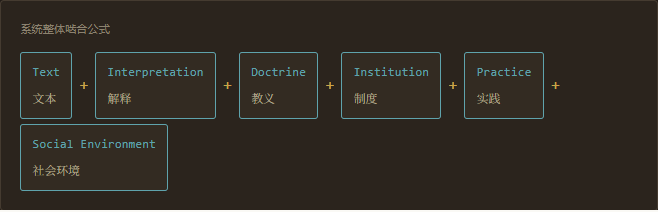 系统整体啮合公式
Text + Interpretation + Doctrine + Institution + Practice +
文本 解释 教义 制度 实践
Social Environment
社会环境